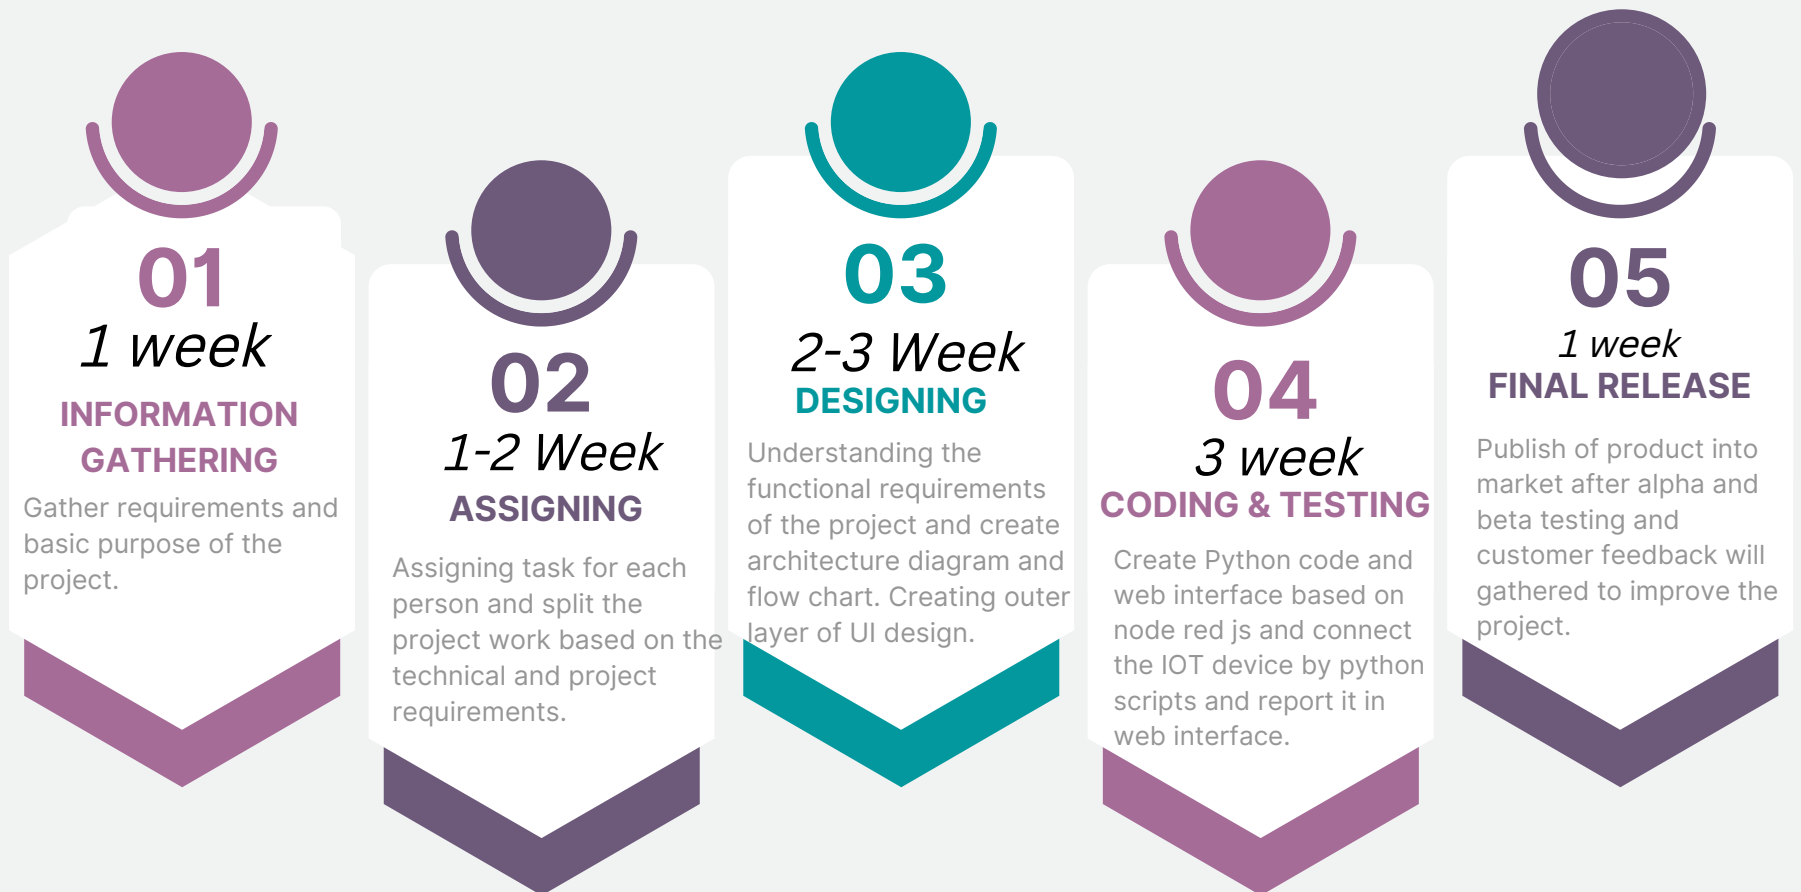 01
1 week
INFORMATION
GATHERING
Gather requirements and
basic purpose of the
project.
02
1-2 Week
ASSIGNING
Assigning task for each
person and split the
project work based on the
technical and project
requirements.
03
2-3 Week
DESIGNING
Understanding the
functional requirements
of the project and create
architecture diagram and
flow chart. Creating outer
layer of UI design.
04
3 week
CODING & TESTING
Create Python code and
web interface based on
node red js and connect
the IOT device by python
scripts and report it in
web interface.
05
1 week
FINAL RELEASE
Publish of product into
market after alpha and
beta testing and
customer feedback will
gathered to improve the
project.